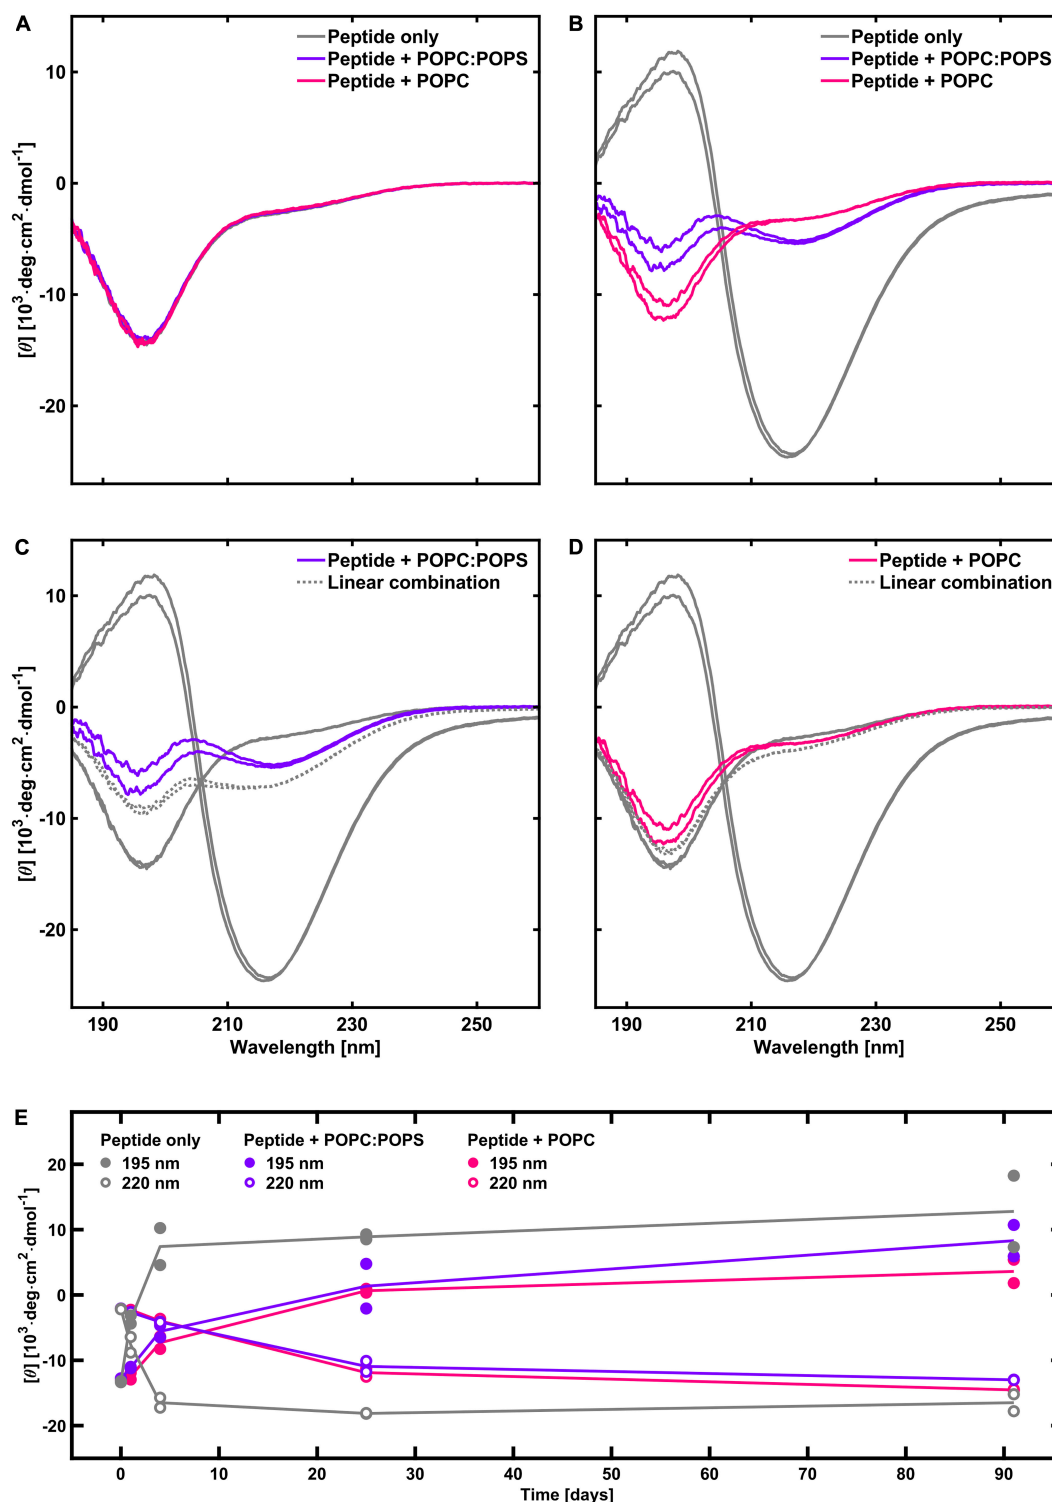 A
Peptide only
Peptide + POPC:POPS
Peptide + POPC
10
0
-10
-20
[θ] [10³·deg·cm²·dmol⁻¹]
B
Peptide only
Peptide + POPC:POPS
Peptide + POPC
C
Peptide + POPC:POPS
Linear combination
10
0
-10
-20
[θ] [10³·deg·cm²·dmol⁻¹]
190 210 230 250
Wavelength [nm]
D
Peptide + POPC
Linear combination
190 210 230 250
Wavelength [nm]
E
Peptide only Peptide + POPC:POPS Peptide + POPC
195 nm 195 nm 195 nm
220 nm 220 nm 220 nm
20
10
0
-10
-20
[θ] [10³·deg·cm²·dmol⁻¹]
0 10 20 30 40 50 60 70 80 90
Time [days]